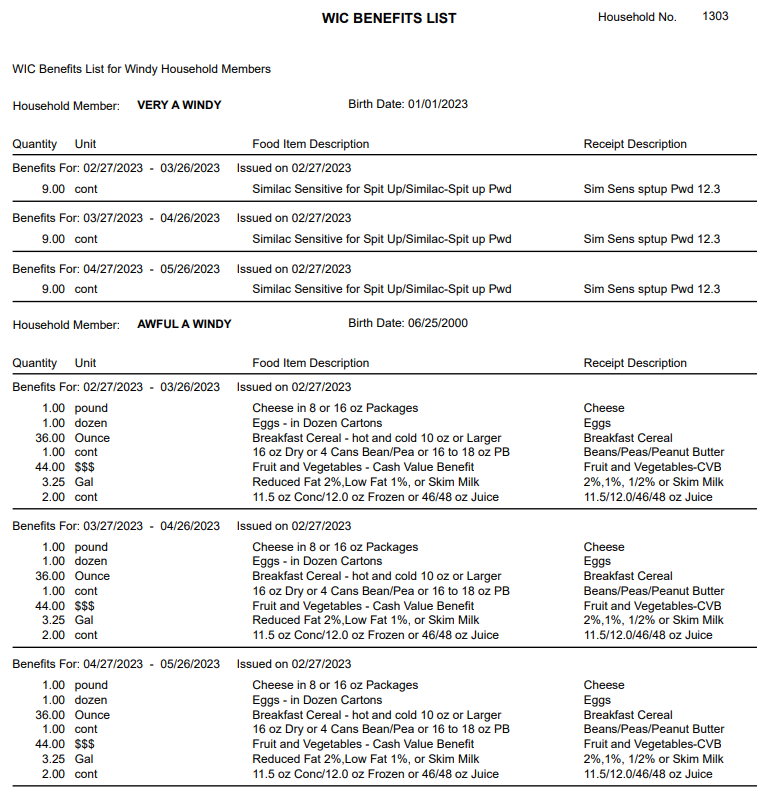 WIC BENEFITS LIST Household No. 1303
WIC Benefits List for Windy Household Members
Household Member: VERY A WINDY Birth Date: 01/01/2023
Quantity Unit Food Item Description Receipt Description
Benefits For: 02/27/2023 - 03/26/2023 Issued on 02/27/2023
9.00 cont Similac Sensitive for Spit Up/Similac-Spit up Pwd Sim Sens sptup Pwd 12.3
Benefits For: 03/27/2023 - 04/26/2023 Issued on 02/27/2023
9.00 cont Similac Sensitive for Spit Up/Similac-Spit up Pwd Sim Sens sptup Pwd 12.3
Benefits For: 04/27/2023 - 05/26/2023 Issued on 02/27/2023
9.00 cont Similac Sensitive for Spit Up/Similac-Spit up Pwd Sim Sens sptup Pwd 12.3
Household Member: AWFUL A WINDY Birth Date: 06/25/2000
Quantity Unit Food Item Description Receipt Description
Benefits For: 02/27/2023 - 03/26/2023 Issued on 02/27/2023
1.00 pound Cheese in 8 or 16 oz Packages Cheese
1.00 dozen Eggs - in Dozen Cartons Eggs
36.00 Ounce Breakfast Cereal - hot and cold 10 oz or Larger Breakfast Cereal
1.00 cont 16 oz Dry or 4 Cans Bean/Pea or 16 to 18 oz PB Beans/Peas/Peanut Butter
44.00 $$$ Fruit and Vegetables - Cash Value Benefit Fruit and Vegetables-CVB
3.25 Gal Reduced Fat 2%,Low Fat 1%, or Skim Milk 2%,1%, 1/2% or Skim Milk
2.00 cont 11.5 oz Conc/12.0 oz Frozen or 46/48 oz Juice 11.5/12.0/46/48 oz Juice
Benefits For: 03/27/2023 - 04/26/2023 Issued on 02/27/2023
1.00 pound Cheese in 8 or 16 oz Packages Cheese
1.00 dozen Eggs - in Dozen Cartons Eggs
36.00 Ounce Breakfast Cereal - hot and cold 10 oz or Larger Breakfast Cereal
1.00 cont 16 oz Dry or 4 Cans Bean/Pea or 16 to 18 oz PB Beans/Peas/Peanut Butter
44.00 $$$ Fruit and Vegetables - Cash Value Benefit Fruit and Vegetables-CVB
3.25 Gal Reduced Fat 2%,Low Fat 1%, or Skim Milk 2%,1%, 1/2% or Skim Milk
2.00 cont 11.5 oz Conc/12.0 oz Frozen or 46/48 oz Juice 11.5/12.0/46/48 oz Juice
Benefits For: 04/27/2023 - 05/26/2023 Issued on 02/27/2023
1.00 pound Cheese in 8 or 16 oz Packages Cheese
1.00 dozen Eggs - in Dozen Cartons Eggs
36.00 Ounce Breakfast Cereal - hot and cold 10 oz or Larger Breakfast Cereal
1.00 cont 16 oz Dry or 4 Cans Bean/Pea or 16 to 18 oz PB Beans/Peas/Peanut Butter
44.00 $$$ Fruit and Vegetables - Cash Value Benefit Fruit and Vegetables-CVB
3.25 Gal Reduced Fat 2%,Low Fat 1%, or Skim Milk 2%,1%, 1/2% or Skim Milk
2.00 cont 11.5 oz Conc/12.0 oz Frozen or 46/48 oz Juice 11.5/12.0/46/48 oz Juice